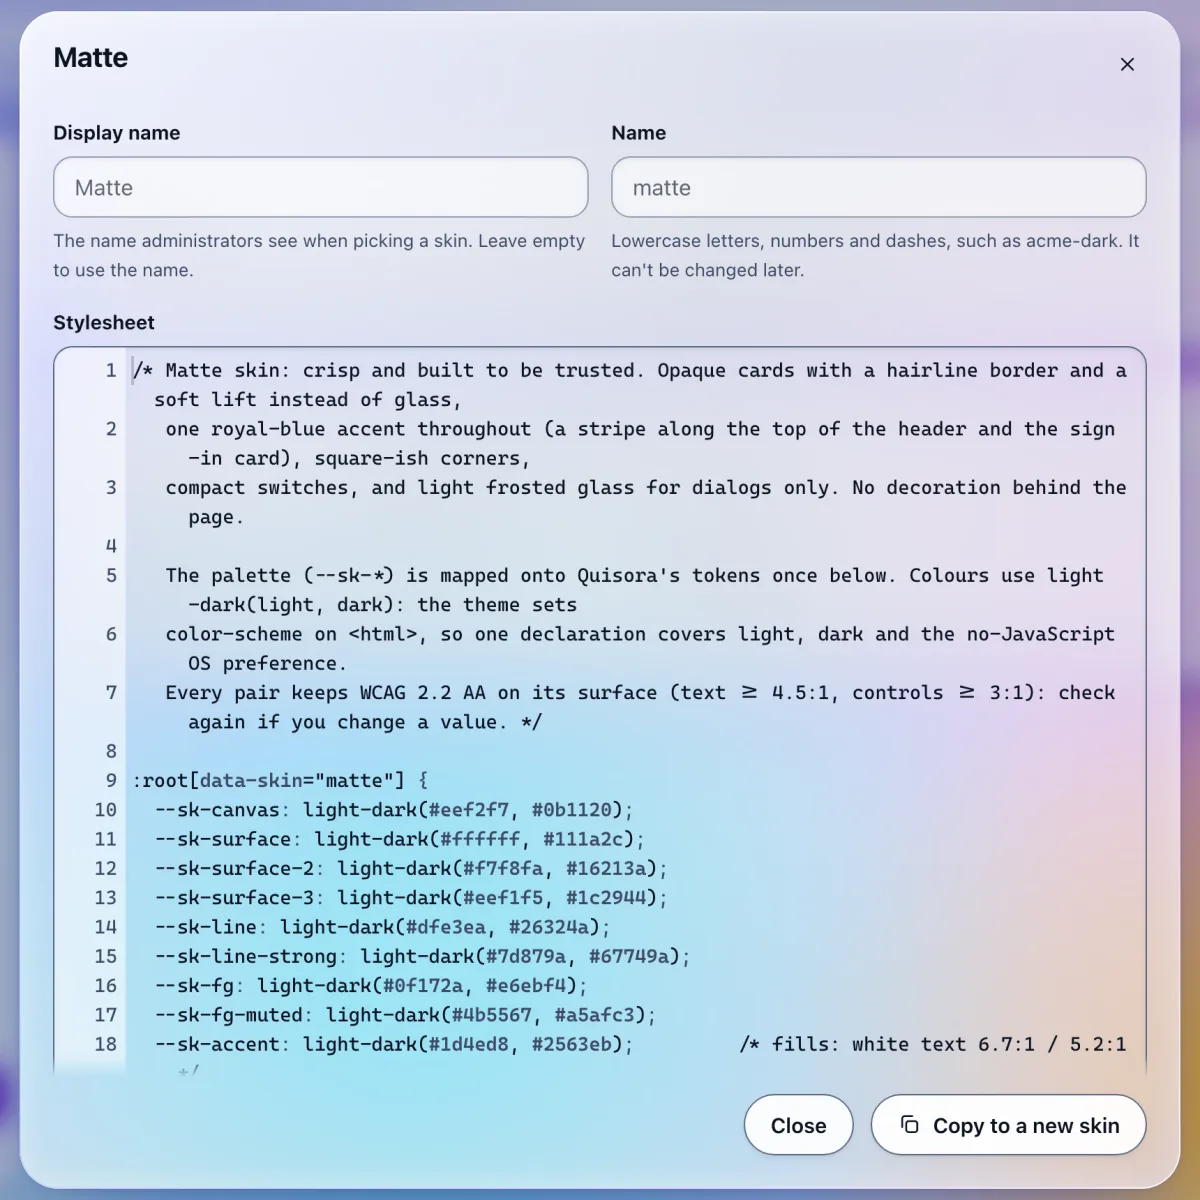 Matte
Display name
Name
Matte
matte
The name administrators see when picking a skin. Leave empty
to use the name.
Lowercase letters, numbers and dashes, such as acme-dark. It
can't be changed later.
Stylesheet
1 /* Matte skin: crisp and built to be trusted. Opaque cards with a hairline border and a
soft lift instead of glass,
2 one royal-blue accent throughout (a stripe along the top of the header and the sign
-in card), square-ish corners,
3 compact switches, and light frosted glass for dialogs only. No decoration behind the
page.
4
5 The palette (--sk-*) is mapped onto Quisora's tokens once below. Colours use light
-dark(light, dark): the theme sets
6 color-scheme on <html>, so one declaration covers light, dark and the no-JavaScript
OS preference.
7 Every pair keeps WCAG 2.2 AA on its surface (text ≥ 4.5:1, controls ≥ 3:1): check
again if you change a value. */
8
9 :root[data-skin="matte"] {
10 --sk-canvas: light-dark(#eef2f7, #0b1120);
11 --sk-surface: light-dark(#ffffff, #111a2c);
12 --sk-surface-2: light-dark(#f7f8fa, #16213a);
13 --sk-surface-3: light-dark(#eef1f5, #1c2944);
14 --sk-line: light-dark(#dfe3ea, #26324a);
15 --sk-line-strong: light-dark(#7d879a, #67749a);
16 --sk-fg: light-dark(#0f172a, #e6ebf4);
17 --sk-fg-muted: light-dark(#4b5567, #a5afc3);
18 --sk-accent: light-dark(#1d4ed8, #2563eb); /* fills: white text 6.7:1 / 5.2:1
*/
Close
Copy to a new skin